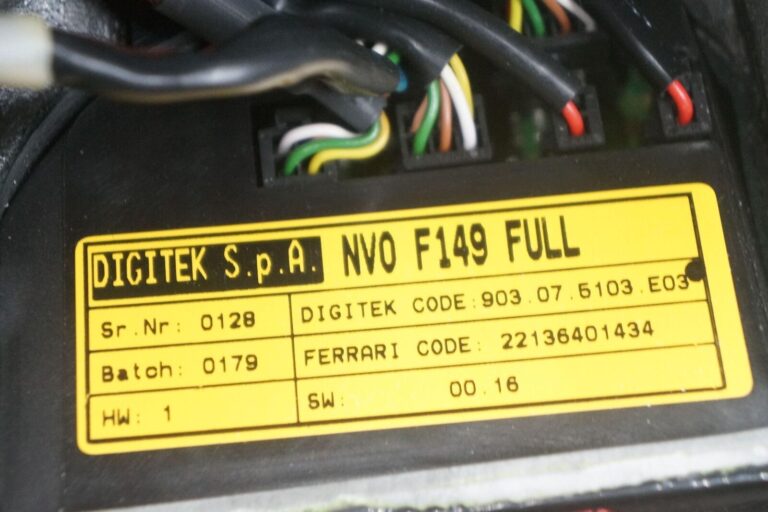 DIGITEK S.p.A. NVO F149 FULL
Sr.Nr: 0128
DIGITEK CODE:903.07.5103.E03
Batch: 0179
FERRARI CODE: 22136401434
HW: 1
SW: 00.16